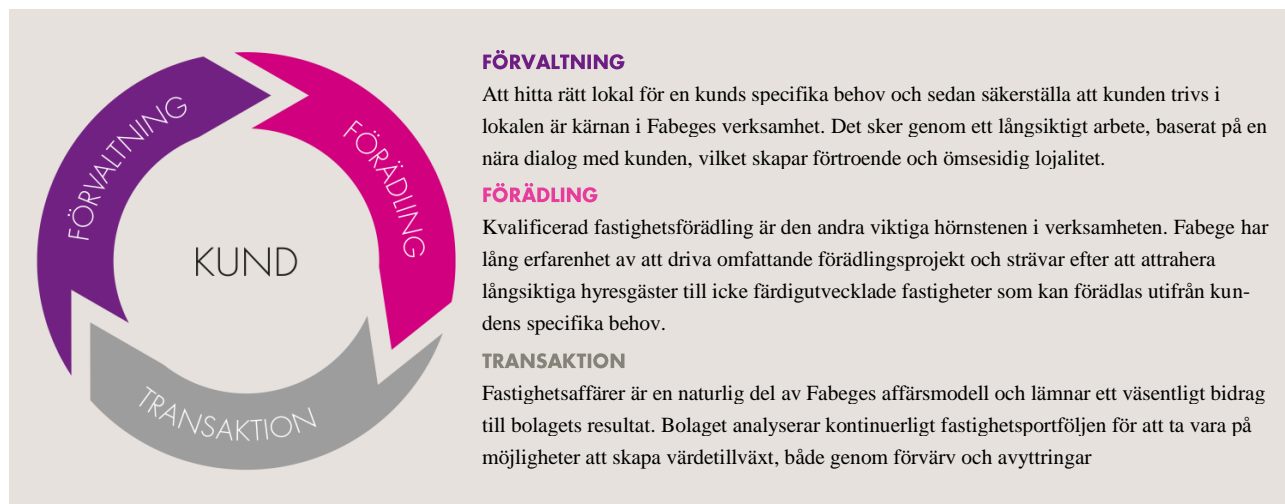 FÖRVALTNING
FÖRÄDLING
KUND
TRANSAKTION
FÖRVALTNING
Att hitta rätt lokal för en kunds specifika behov och sedan säkerställa att kunden trivs i
lokalen är kärnan i Fabeges verksamhet. Det sker genom ett långsiktigt arbete, baserat på en
nära dialog med kunden, vilket skapar förtroende och ömsesidig lojalitet.
FÖRÄDLING
Kvalificerad fastighetsförädling är den andra viktiga hörnstenen i verksamheten. Fabege har
lång erfarenhet av att driva omfattande förädlingsprojekt och strävar efter att attrahera
långsiktiga hyresgäster till icke färdigutvecklade fastigheter som kan förädlas utifrån kun-
dens specifika behov.
TRANSAKTION
Fastighetsaffärer är en naturlig del av Fabeges affärsmodell och lämnar ett väsentligt bidrag
till bolagets resultat. Bolaget analyserar kontinuerligt fastighetsportföljen för att ta vara på
möjligheter att skapa värdetillväxt, både genom förvärv och avyttringar